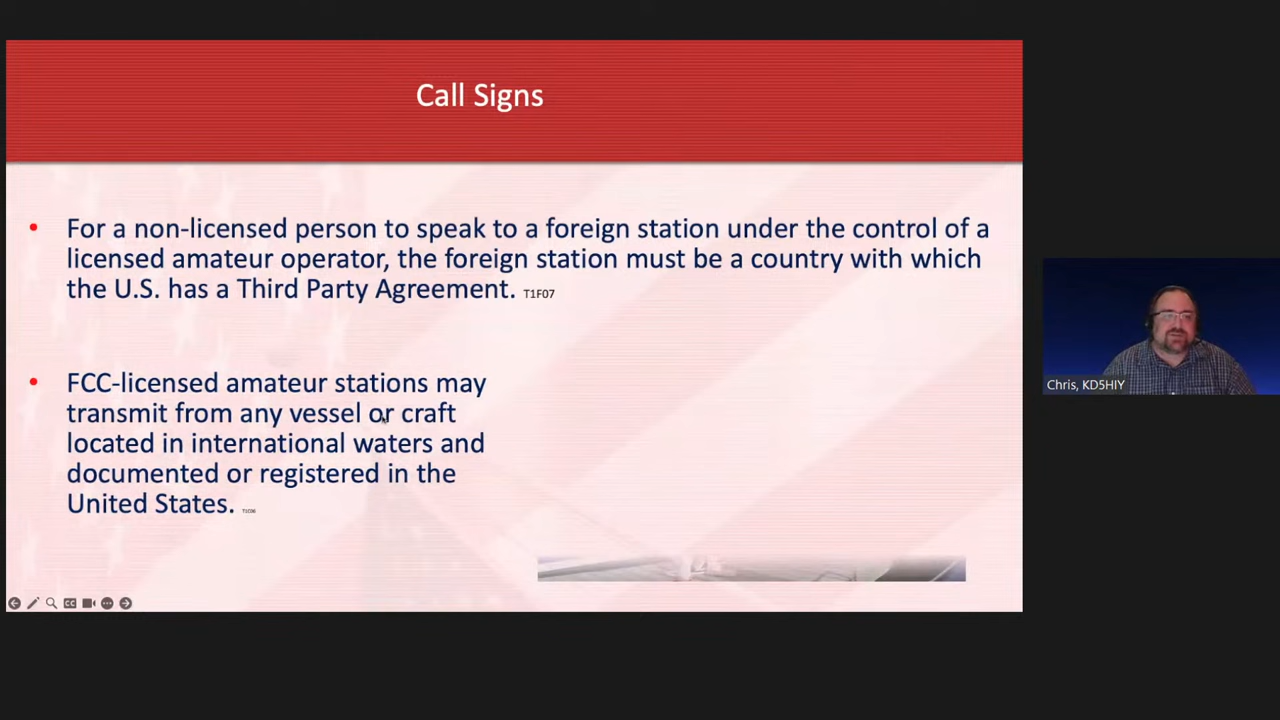 Call Signs
• For a non-licensed person to speak to a foreign station under the control of a
licensed amateur operator, the foreign station must be a country with which
the U.S. has a Third Party Agreement. T1F07
• FCC-licensed amateur stations may
transmit from any vessel or craft
located in international waters and
documented or registered in the
United States. T1C06
Chris, KD5HIY